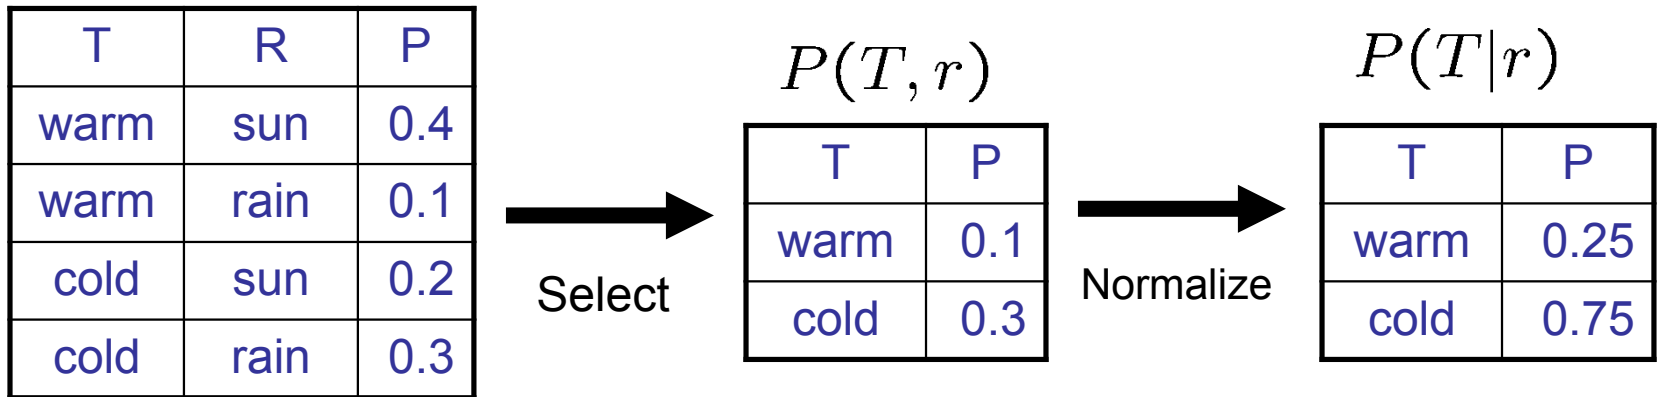 T R P
warm sun 0.4
warm rain 0.1
cold sun 0.2
cold rain 0.3
Select
P(T, r)
T P
warm 0.1
cold 0.3
Normalize
P(T|r)
T P
warm 0.25
cold 0.75